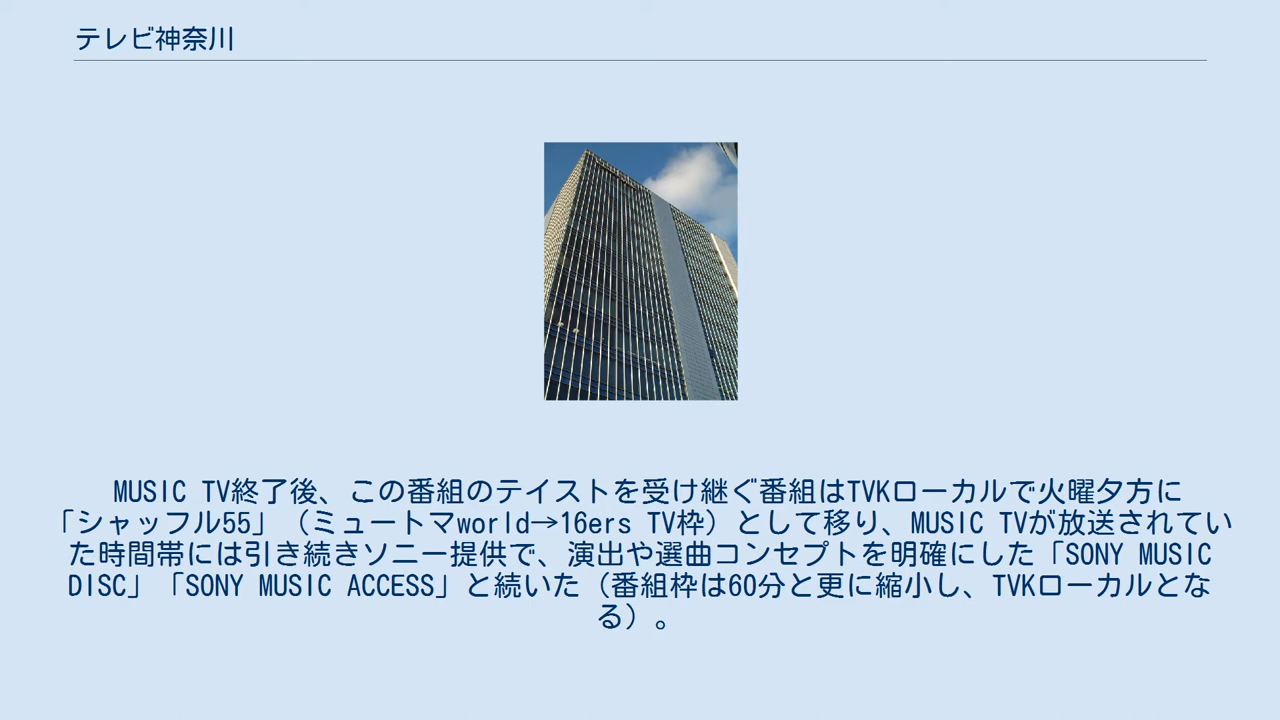 テレビ神奈川
MUSIC TV終了後、この番組のテイストを受け継ぐ番組はTVKローカルで火曜夕方に
「シャッフル55」（ミュートマworld→16ers TV枠）として移り、MUSIC TVが放送されてい
た時間帯には引き続きソニー提供で、演出や選曲コンセプトを明確にした「SONY MUSIC
DISC」「SONY MUSIC ACCESS」と続いた（番組枠は60分と更に縮小し、TVKローカルとな
る）。